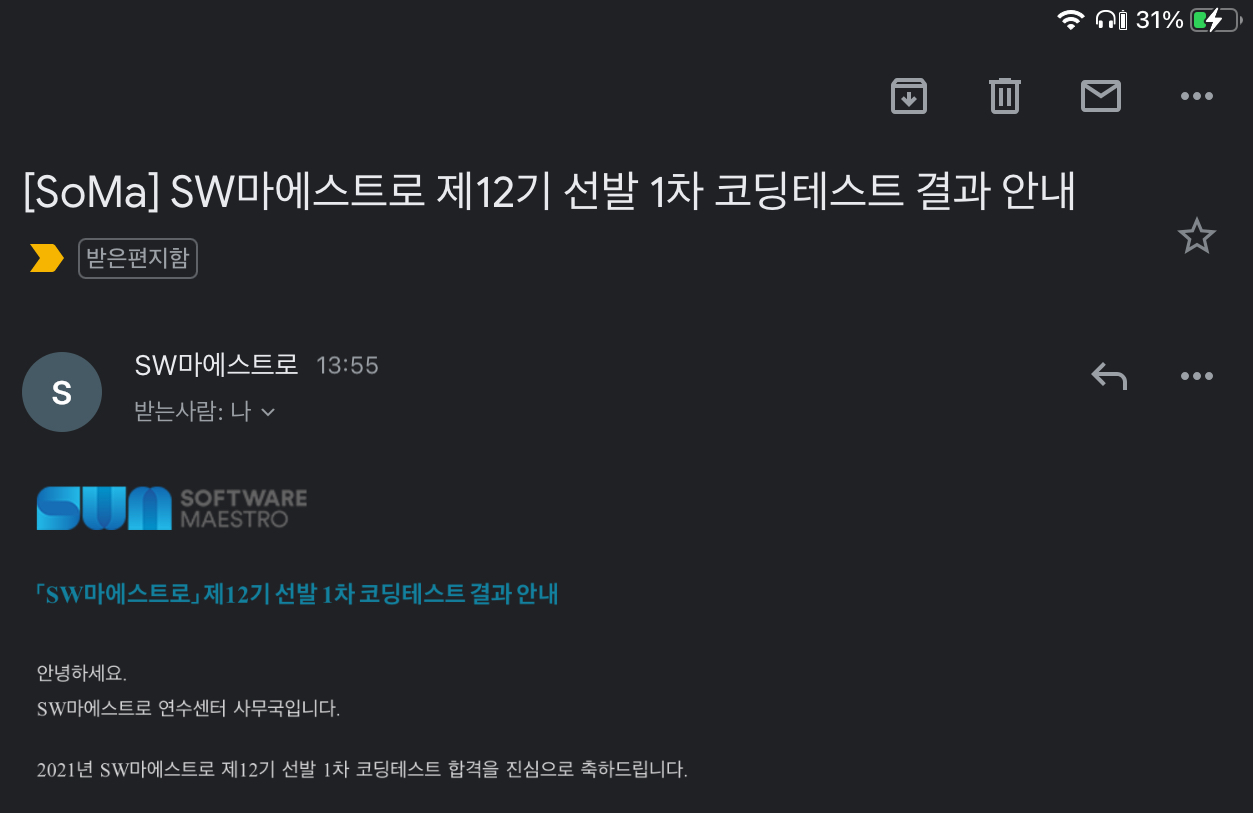 31%
[SoMa] SW마에스트로 제12기 선발 1차 코딩테스트 결과 안내
받은편지함
S
SW마에스트로 13:55
받는사람: 나
SWM SOFTWARE
MAESTRO
「SW마에스트로」 제12기 선발 1차 코딩테스트 결과 안내
안녕하세요.
SW마에스트로 연수센터 사무국입니다.
2021년 SW마에스트로 제12기 선발 1차 코딩테스트 합격을 진심으로 축하드립니다.